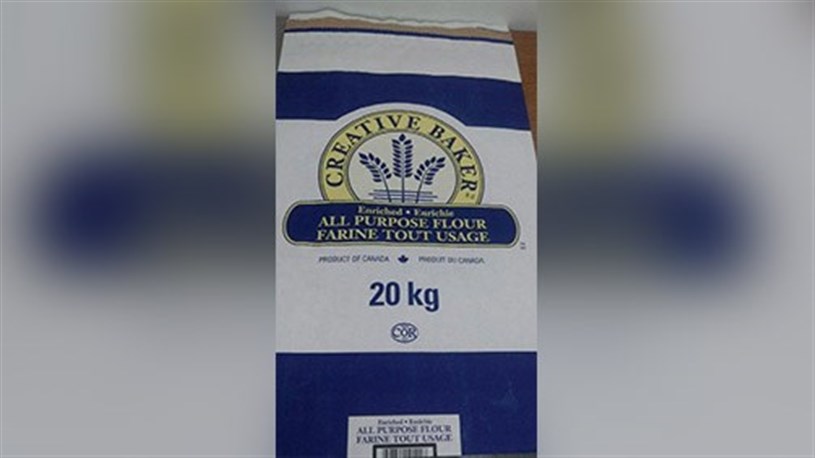 CREATIVE BAKER
Enriched • Enrichie
ALL PURPOSE FLOUR
FARINE TOUT USAGE
PRODUCT OF CANADA PRODUIT DU CANADA
20 kg
COR
Enriched • Enrichie
ALL PURPOSE FLOUR
FARINE TOUT USAGE